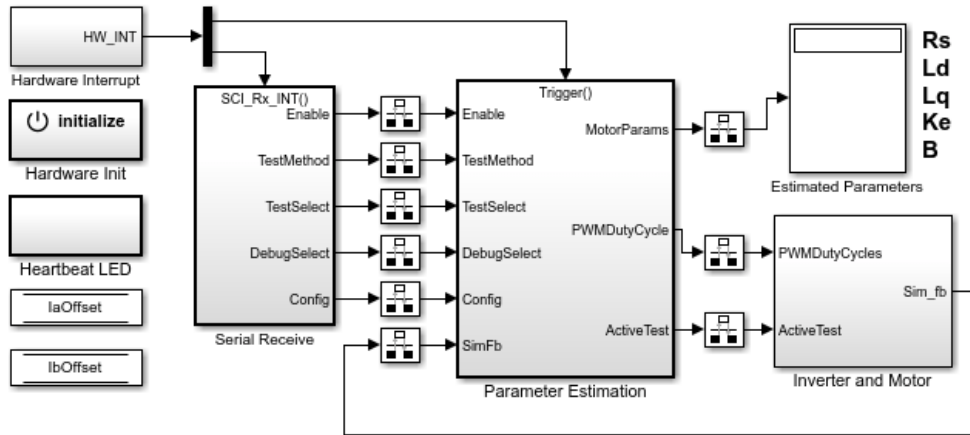 HW_INT
Hardware Interrupt
initialize
Hardware Init
Heartbeat LED
IaOffset
IbOffset
SCI_Rx_INT()
Enable
TestMethod
TestSelect
DebugSelect
Config
Serial Receive
Trigger()
Enable
TestMethod
TestSelect
DebugSelect
Config
SimFb
MotorParams
PWMDutyCycle
ActiveTest
Parameter Estimation
Rs
Ld
Lq
Ke
B
Estimated Parameters
PWMDutyCycles
ActiveTest
Sim_fb
Inverter and Motor